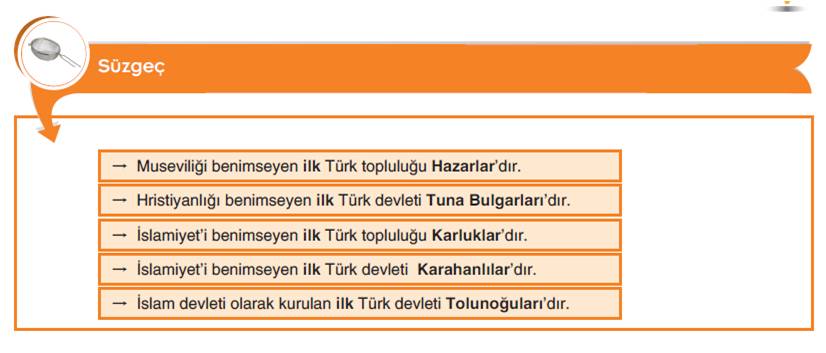 Süzgeç
→ Museviliği benimseyen ilk Türk topluluğu Hazarlar'dır.
→ Hristiyanlığı benimseyen ilk Türk devleti Tuna Bulgarları'dır.
→ İslamiyet'i benimseyen ilk Türk topluluğu Karluklar'dır.
→ İslamiyet'i benimseyen ilk Türk devleti Karahanlılar'dır.
→ İslam devleti olarak kurulan ilk Türk devleti Tolunoğuları'dır.